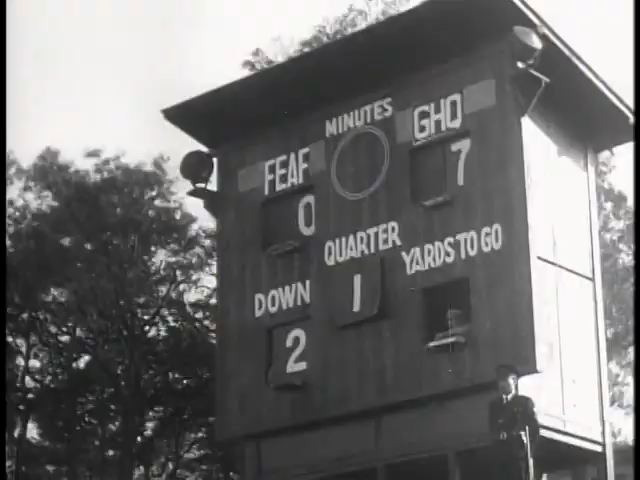 MINUTES
FEAF GHQ
0 7
QUARTER
DOWN 1 YARDS TO GO
2